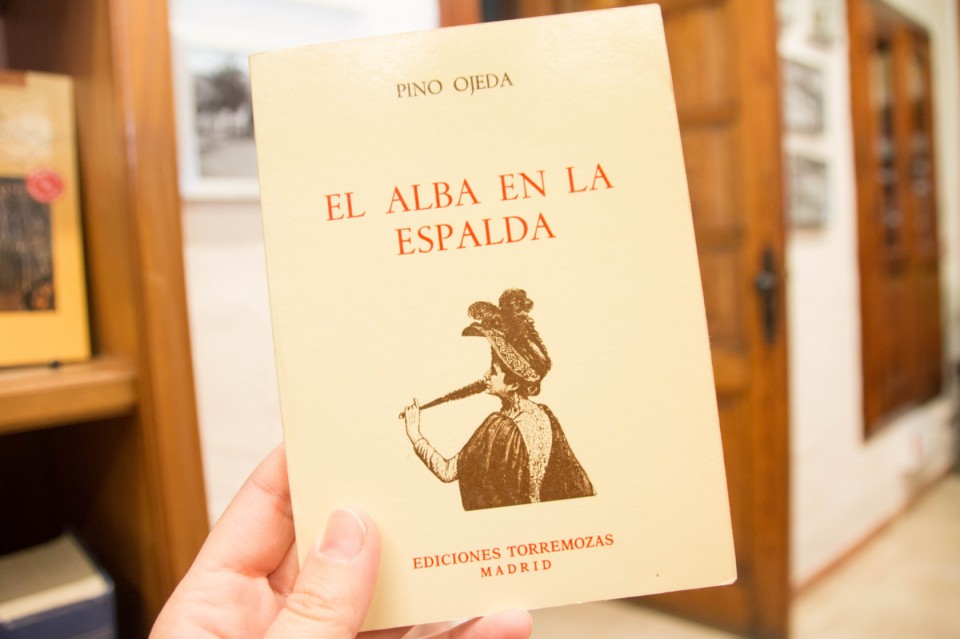 PINO OJEDA
EL ALBA EN LA
ESPALDA
EDICIONES TORREMOZAS
MADRID